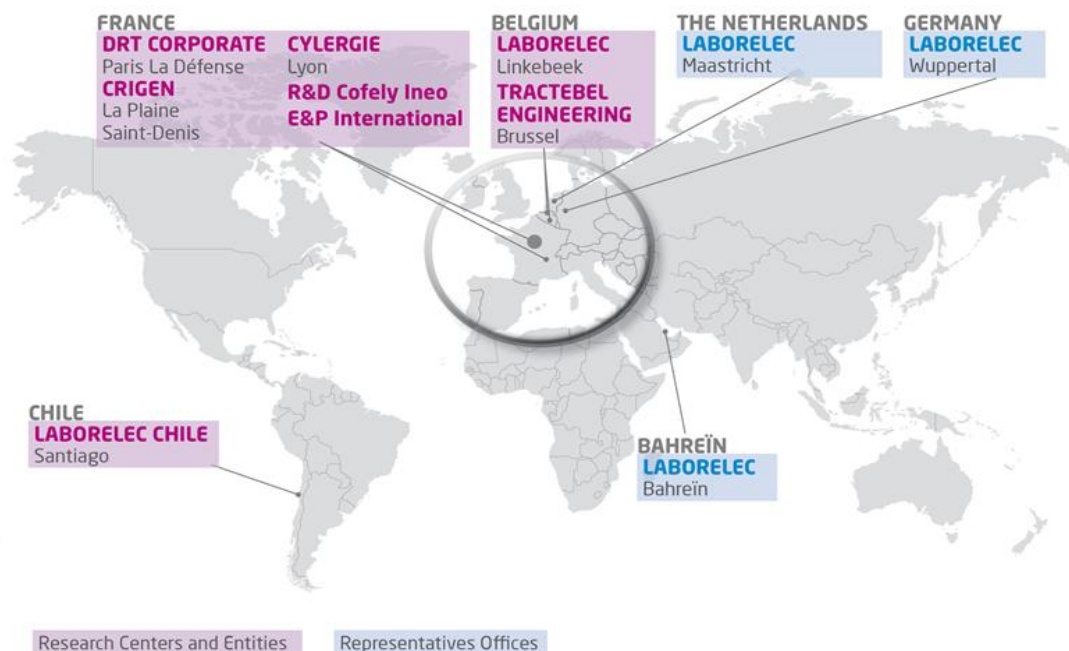 FRANCE
DRT CORPORATE
Paris La Défense
CRIGEN
La Plaine
Saint-Denis
CYLERGIE
Lyon
R&D Cofely Ineo
E&P International
BELGIUM
LABORELEC
Linkebeek
TRACTEBEL
ENGINEERING
Brussel
THE NETHERLANDS
LABORELEC
Maastricht
GERMANY
LABORELEC
Wuppertal
CHILE
LABORELEC CHILE
Santiago
BAHREÏN
LABORELEC
Bahreïn
Research Centers and Entities
Representatives Offices